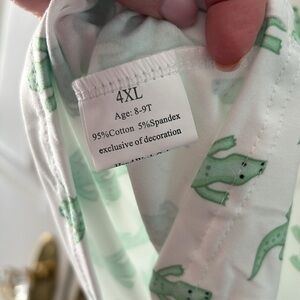 4XL
Age: 8-9T
95%Cotton 5%Spandex
exclusive of decoration